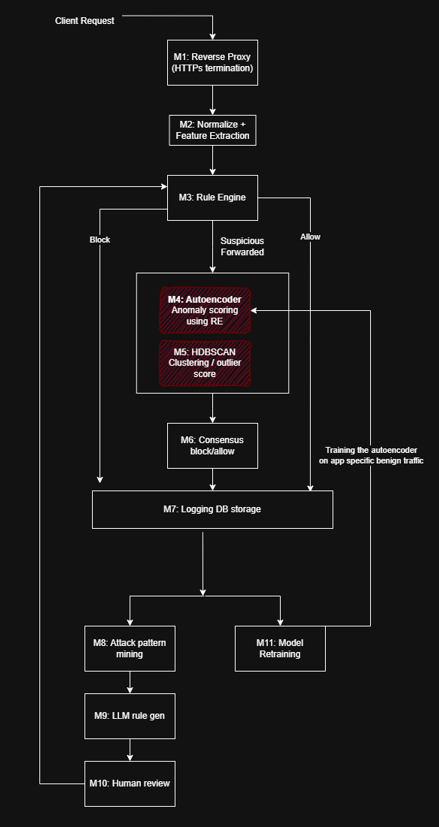 Client Request
M1: Reverse Proxy
(HTTPs termination)
M2: Normalize +
Feature Extraction
M3: Rule Engine
Block
Suspicious
Forwarded
Allow
M4: Autoencoder
Anomaly scoring
using RE
M5: HDBSCAN
Clustering / outlier
score
M6: Consensus
block/allow
Training the autoencoder
on app specific benign traffic
M7: Logging DB storage
M8: Attack pattern
mining
M11: Model
Retraining
M9: LLM rule gen
M10: Human review